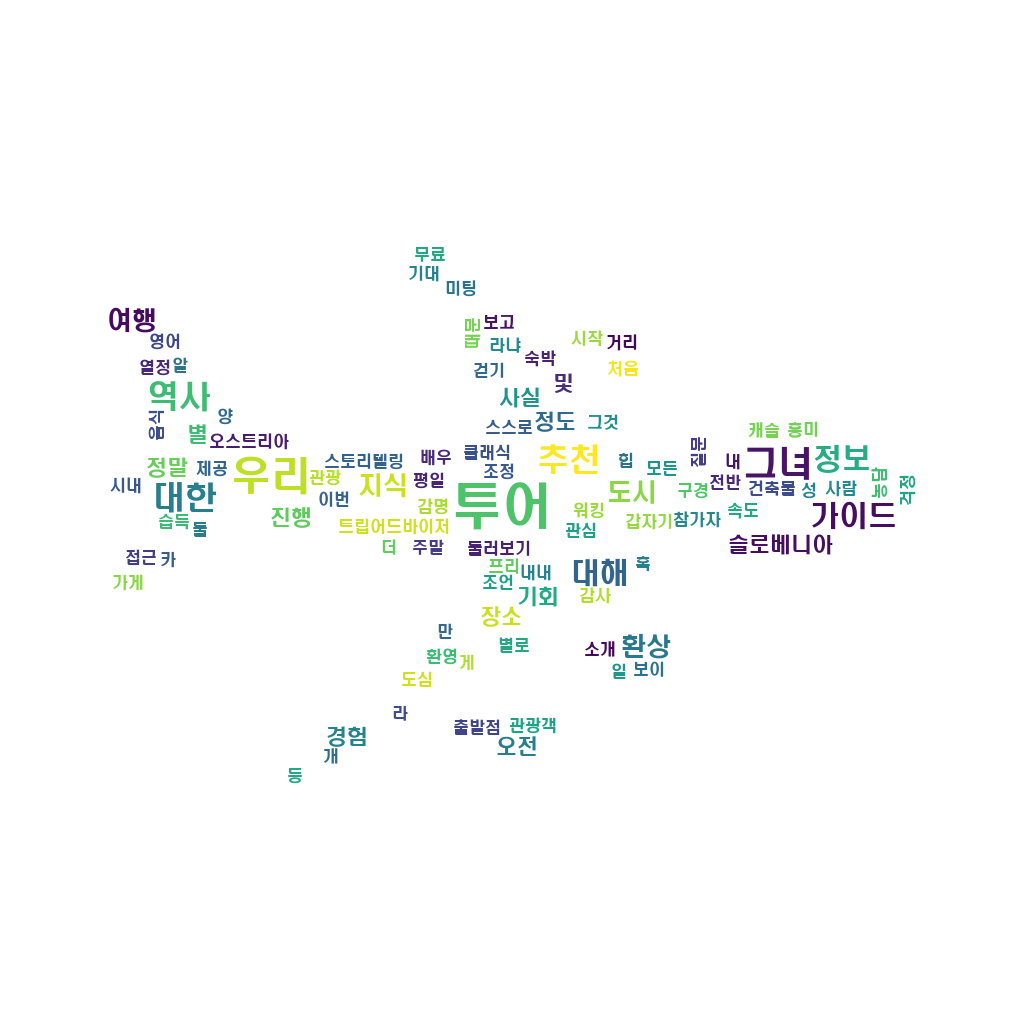 무료
기대
미팅
여행
영어
열정
알
역사
음식
양
별
오스트리아
정말
제공
시내
대한
습득
둘
접근
카
가게
우리
관광
스토리텔링
이번
진행
지식
배우
평일
감명
트립어드바이저
더
주말
보고
라냐
숙박
걷기
및
사실
정도
그것
스스로
클래식
조정
추천
투어
둘러보기
프리
내내
조언
기회
시작
거리
처음
힙
모든
도시
워킹
관심
갑자기
참가자
구경
질문
내
전반
속도
캐슬
흥미
그녀
정보
건축물
성
사람
농담
걱정
가이드
슬로베니아
대해
혹
감사
장소
별로
소개
환상
일
보이
만
환영
게
도심
라
출발점
관광객
오전
경험
개
등